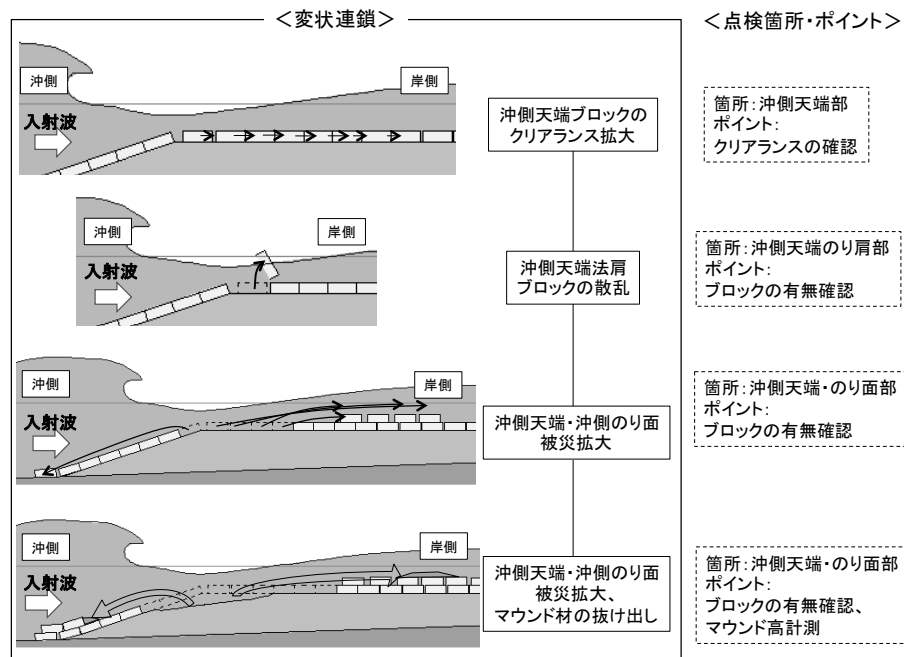 ＜変状連鎖＞
＜点検箇所・ポイント＞
沖側
岸側
入射波
沖側天端ブロックの
クリアランス拡大
箇所：沖側天端部
ポイント：
クリアランスの確認
沖側
岸側
入射波
沖側天端法肩
ブロックの散乱
箇所：沖側天端のり肩部
ポイント：
ブロックの有無確認
沖側
岸側
入射波
沖側天端・沖側のり面
被災拡大
箇所：沖側天端・のり面部
ポイント：
ブロックの有無確認
沖側
岸側
入射波
沖側天端・沖側のり面
被災拡大、
マウンド材の抜け出し
箇所：沖側天端・のり面部
ポイント：
ブロックの有無確認、
マウンド高計測